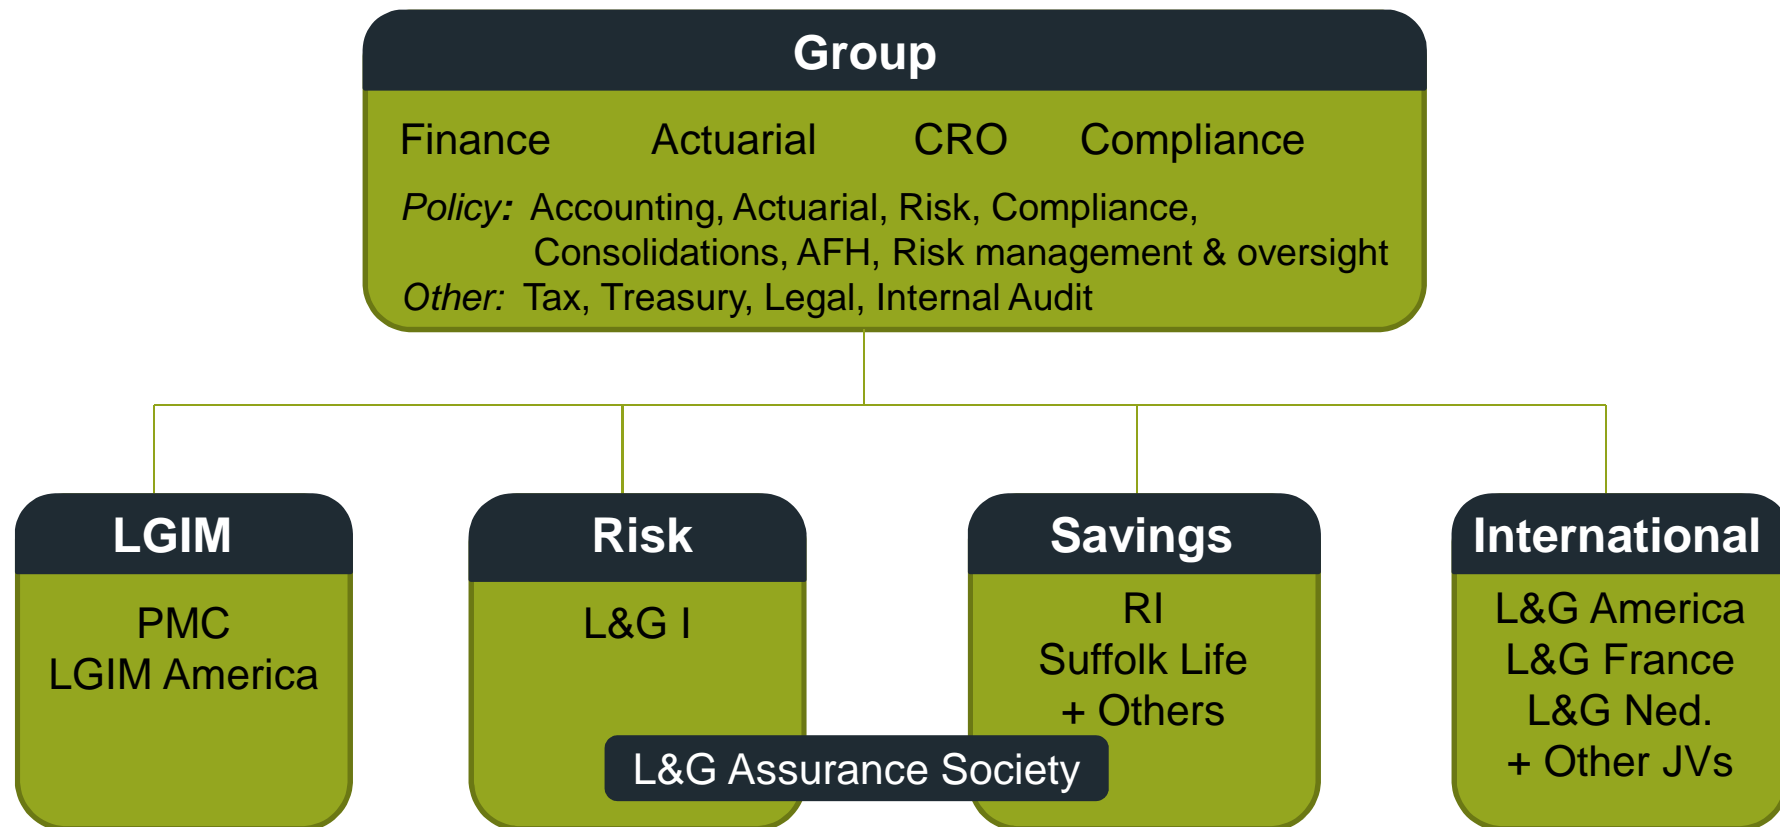 Group
Finance Actuarial CRO Compliance
Policy: Accounting, Actuarial, Risk, Compliance,
Consolidations, AFH, Risk management & oversight
Other: Tax, Treasury, Legal, Internal Audit
LGIM
PMC
LGIM America
Risk
L&G I
Savings
RI
Suffolk Life
+ Others
L&G Assurance Society
International
L&G America
L&G France
L&G Ned.
+ Other JVs